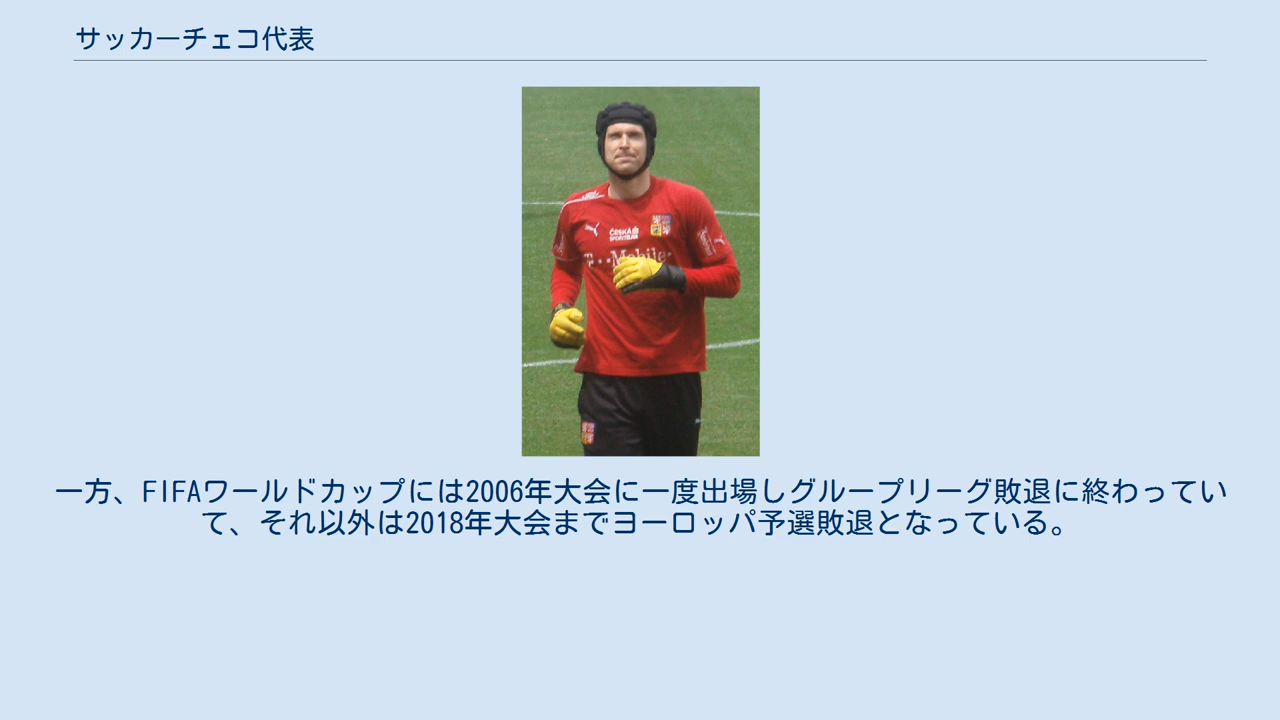 サッカーチェコ代表
ČESKÁ
SPORTBAR
T··Mobile·
一方、FIFAワールドカップには2006年大会に一度出場しグループリーグ敗退に終わってい
て、それ以外は2018年大会までヨーロッパ予選敗退となっている。